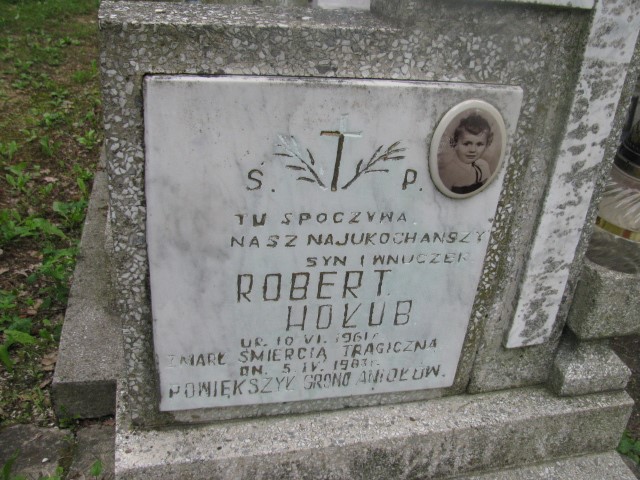 Ś. P.
TU SPOCZYWA
NASZ NAJUKOCHAŃSZY
SYN I WNUCZEK
ROBERT
HOŁUB
UR. 10 VI. 1961 r.
ZMARŁ ŚMIERCIĄ TRAGICZNĄ
DN. 5 IV.
POWIĘKSZYŁ GRONO ANIOŁÓW.